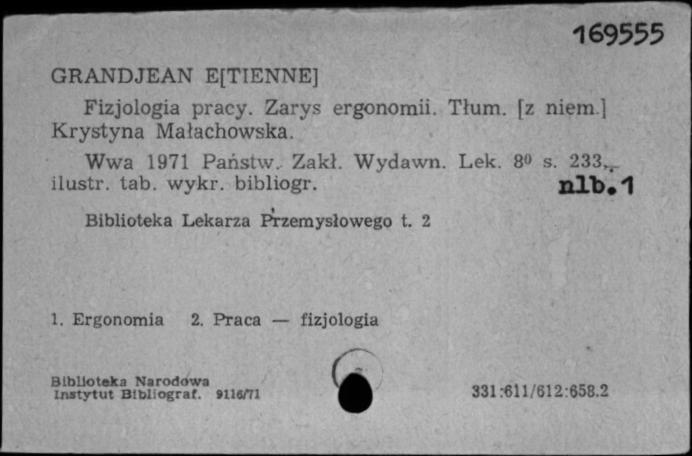 169555
GRANDJEAN E[TIENNE]
Fizjologia pracy. Zarys ergonomii. Tłum. [z niem.]
Krystyna Małachowska.
Wwa 1971 Państw. Zakł. Wydawn. Lek. 8⁰ s. 233,
ilustr. tab. wykr. bibliogr. nlb.1
Biblioteka Lekarza Przemysłowego t. 2
1. Ergonomia 2. Praca — fizjologia
Biblioteka Narodowa
Instytut Bibliograf. 9116/71 331:611/612:658.2